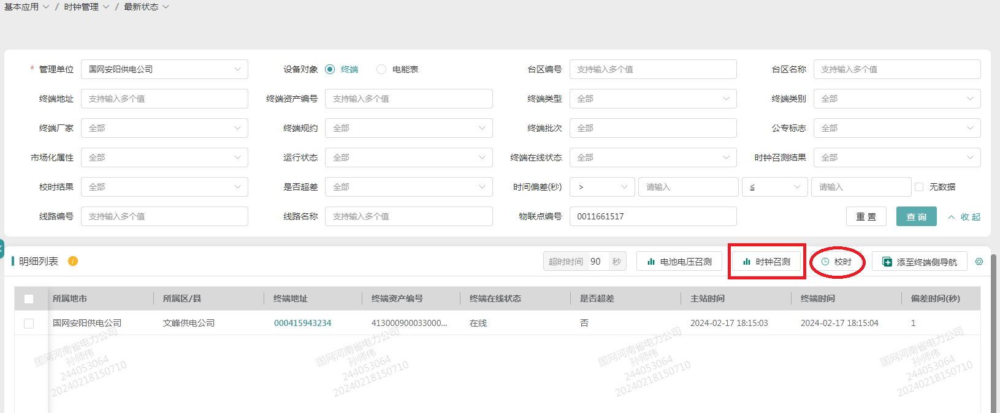 基本应用 / 时钟管理 / 最新状态
* 管理单位 国网安阳供电公司 设备对象 终端 电能表 台区编号 支持输入多个值 台区名称 支持输入多个值
终端地址 支持输入多个值 终端资产编号 支持输入多个值 终端类型 全部 终端类别 全部
终端厂家 全部 终端规约 全部 终端批次 全部 公专标志 全部
市场化属性 全部 运行状态 全部 终端在线状态 全部 时钟召测结果 全部
校时结果 全部 是否超差 全部 时间偏差(秒) > 请输入 ≦ 请输入 无数据
线路编号 支持输入多个值 线路名称 支持输入多个值 物联点编号 0011661517 重置 查询 收起
明细列表 超时时间 90 秒 电池电压召测 时钟召测 校时 添至终端侧导航
所属地市 所属区/县 终端地址 终端资产编号 终端在线状态 是否超差 主站时间 终端时间 偏差时间(秒)
国网安阳供电公司 文峰供电公司 000415943234 413000900033000... 在线 否 2024-02-17 18:15:03 2024-02-17 18:15:04 1
国网河南省电力公司
孙师伟
244053064
20240218150710
国网河南省电力公司
孙师伟
244053064
20240218150710
国网河南省电力公司
孙师伟
244053064
20240218150710
国网河南省电力公司
孙师伟
244053064
20240218150710